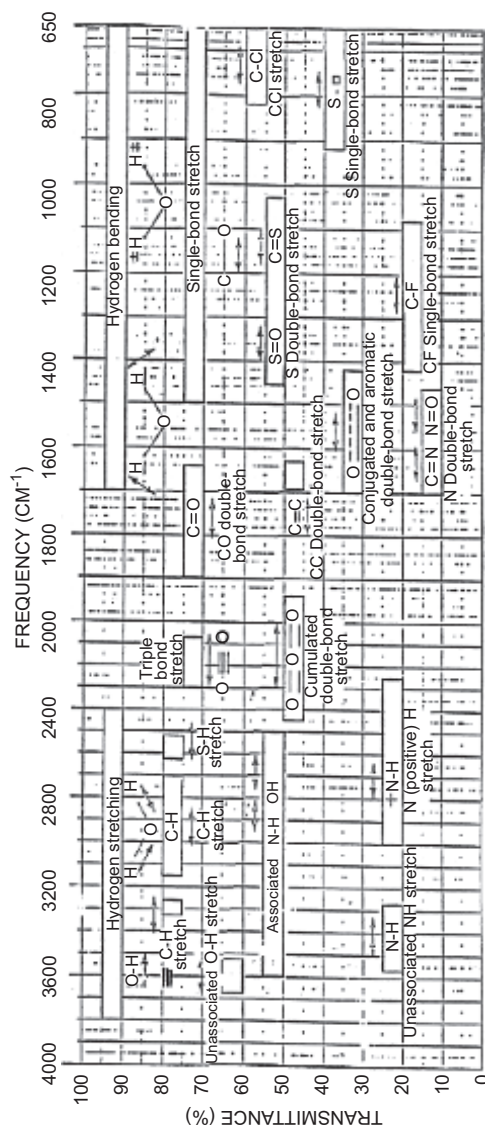 FREQUENCY (CM⁻¹)
4000 3600 3200 2800 2400 2000 1800 1600 1400 1200 1000 800 650
TRANSMITTANCE (%)
100
90
80
70
60
50
40
30
20
10
0
Hydrogen stretching
Hydrogen bending
O-H
C-H
stretch
H O H
C-H
C-H
stretch
S-H
stretch
Unassociated O-H stretch
Associated N-H OH
N-H
Unassociated NH stretch
+N-H
N (positive) H
stretch
Triple
bond
stretch
O≡O
O=O=O
Cumulated
double-bond
stretch
C=O
CO double-
bond stretch
C=C
CC Double-bond stretch
H O H
H O H
Single-bond stretch
C-O
S=O C=S
S Double-bond stretch
O O
Conjugated and aromatic
double-bond stretch
C=N N=O
N Double-bond
stretch
C-F
CF Single-bond stretch
C-Cl
CCl stretch
S
S Single-bond stretch